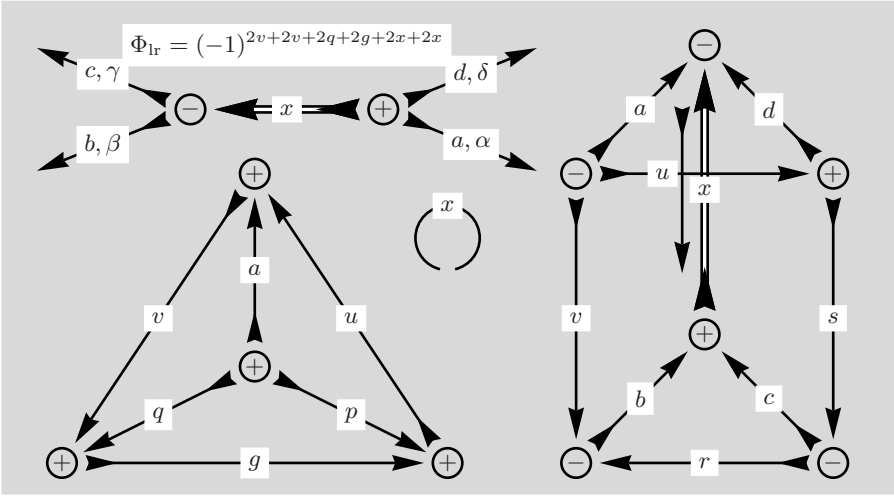 Φ_lr = (−1)^{2v+2v+2q+2g+2x+2x}
c, γ
d, δ
− x +
b, β
a, α
−
a d
− u +
x
+
x
a
v u
v s
+
+
q p
b c
+ g +
− r −